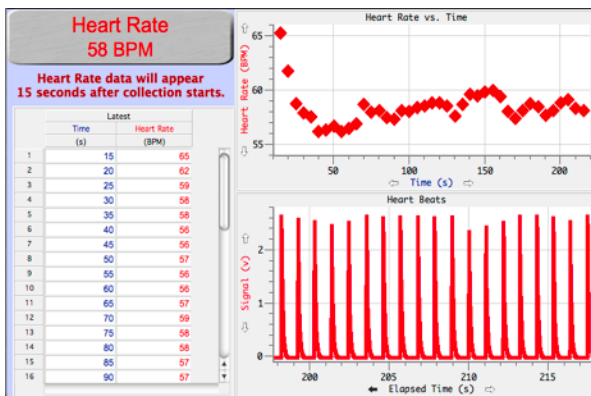 Heart Rate
58 BPM
Heart Rate data will appear
15 seconds after collection starts.
Latest
Time Heart Rate
(s) (BPM)
1 15 65
2 20 62
3 25 59
4 30 58
5 35 58
6 40 56
7 45 56
8 50 57
9 55 56
10 60 56
11 65 57
12 70 59
13 75 58
14 80 58
15 85 57
16 90 57
Heart Rate vs. Time
Heart Rate (BPM)
65
60
55
50 100 150 200
Time (s)
Heart Beats
Signal (v)
2
1
0
200 205 210 215
Elapsed Time (s)